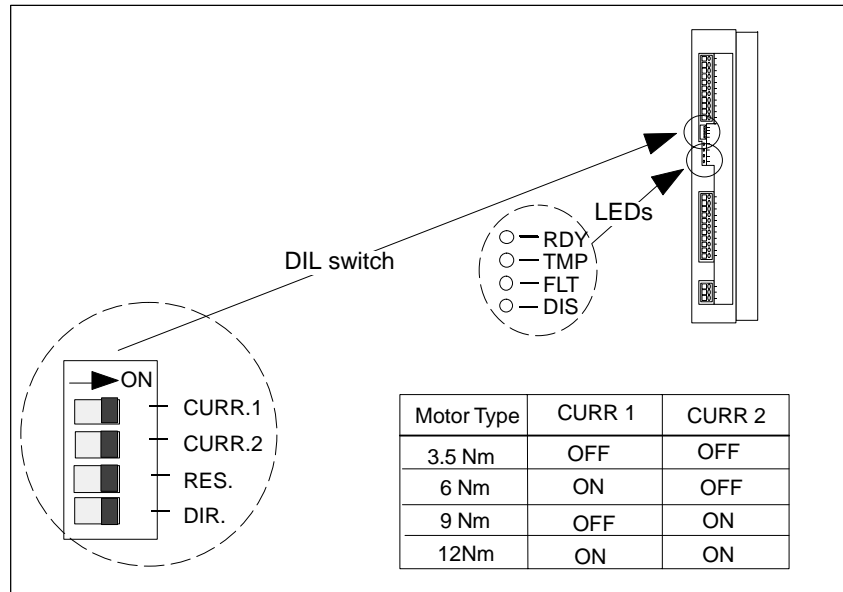 LEDs
RDY
TMP
FLT
DIS
DIL switch
ON
CURR.1
CURR.2
RES.
DIR.
Motor Type CURR 1 CURR 2
3.5 Nm OFF OFF
6 Nm ON OFF
9 Nm OFF ON
12Nm ON ON